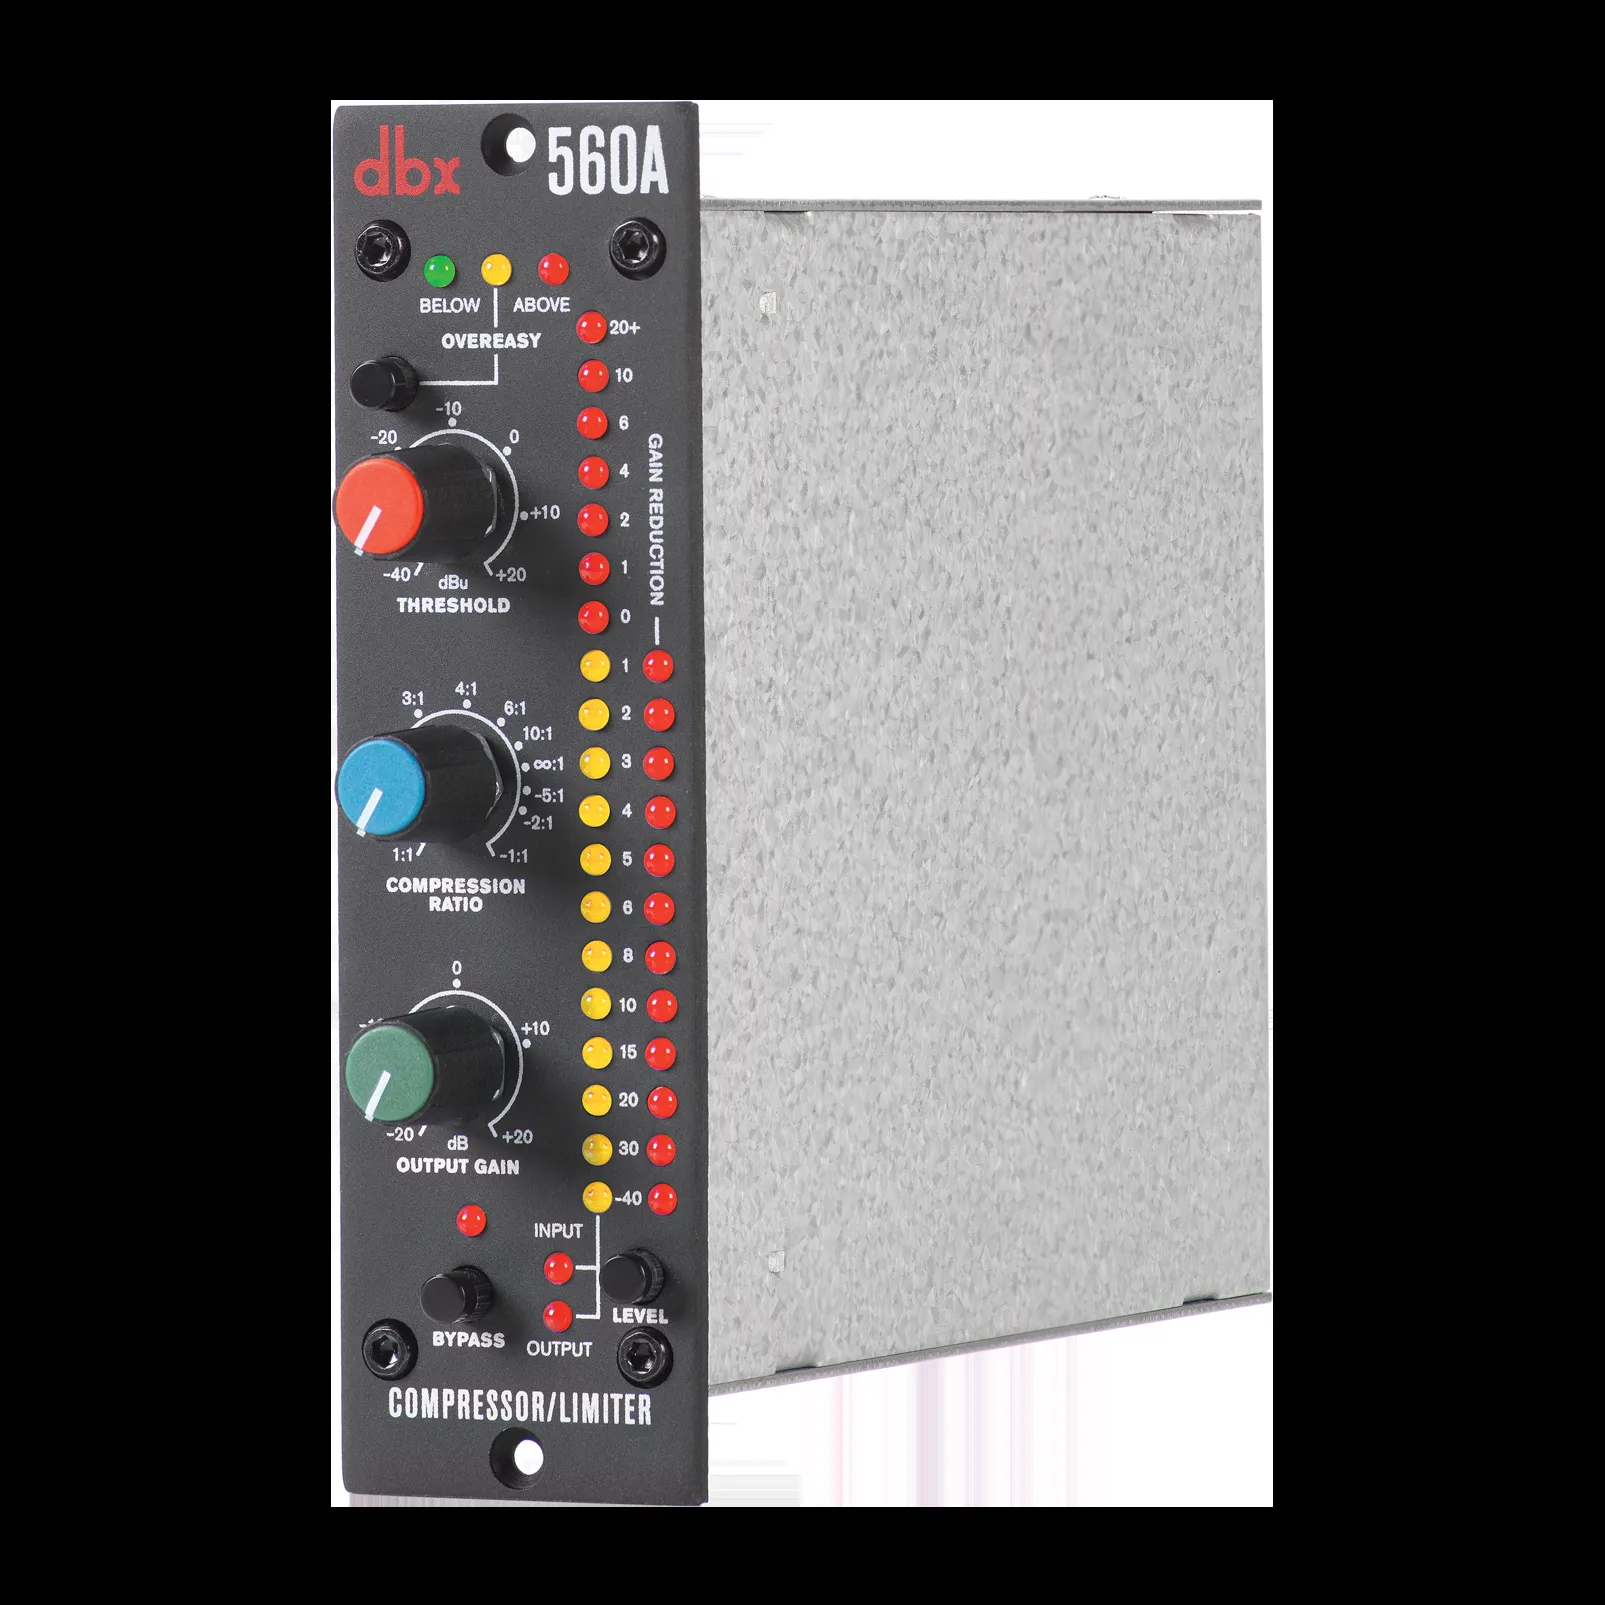 dbx 560A
BELOW ABOVE
OVEREASY
20+
10
6
4
2
1
0
1
2
3
4
5
6
8
10
15
20
30
-40
GAIN REDUCTION
-10
-20 0
+10
-40 dBu +20
THRESHOLD
4:1
3:1 6:1
10:1
∞:1
-5:1
-2:1
1:1 -1:1
COMPRESSION
RATIO
0
+10
-20 dB +20
OUTPUT GAIN
INPUT
LEVEL
BYPASS
OUTPUT
COMPRESSOR/LIMITER